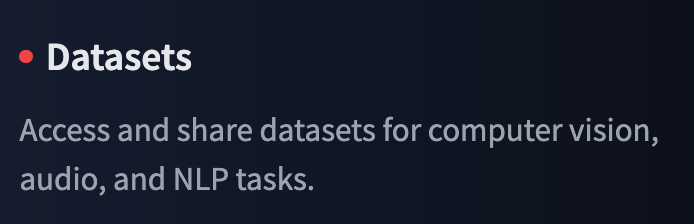 Datasets
Access and share datasets for computer vision,
audio, and NLP tasks.